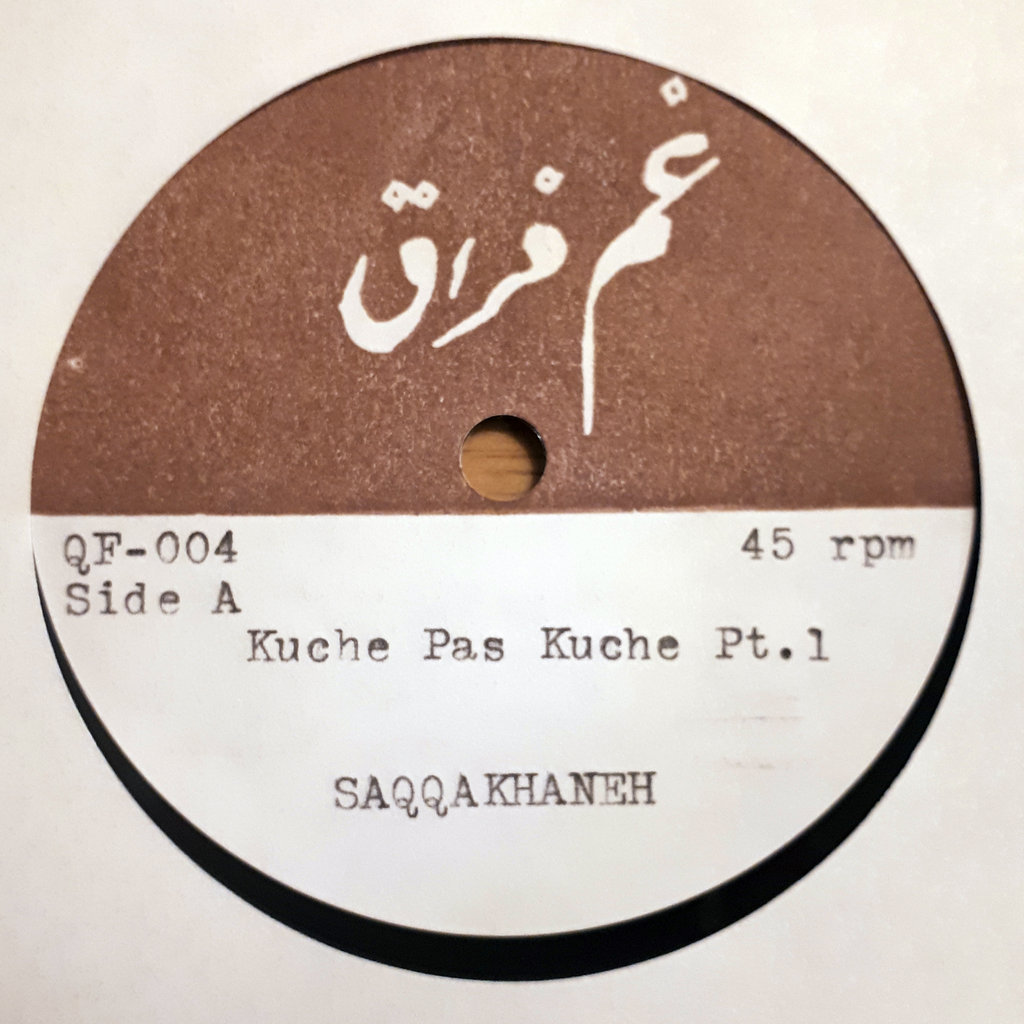 غم فراق
QF-004
45 rpm
Side A
Kuche Pas Kuche Pt.1
SAQQAKHANEH